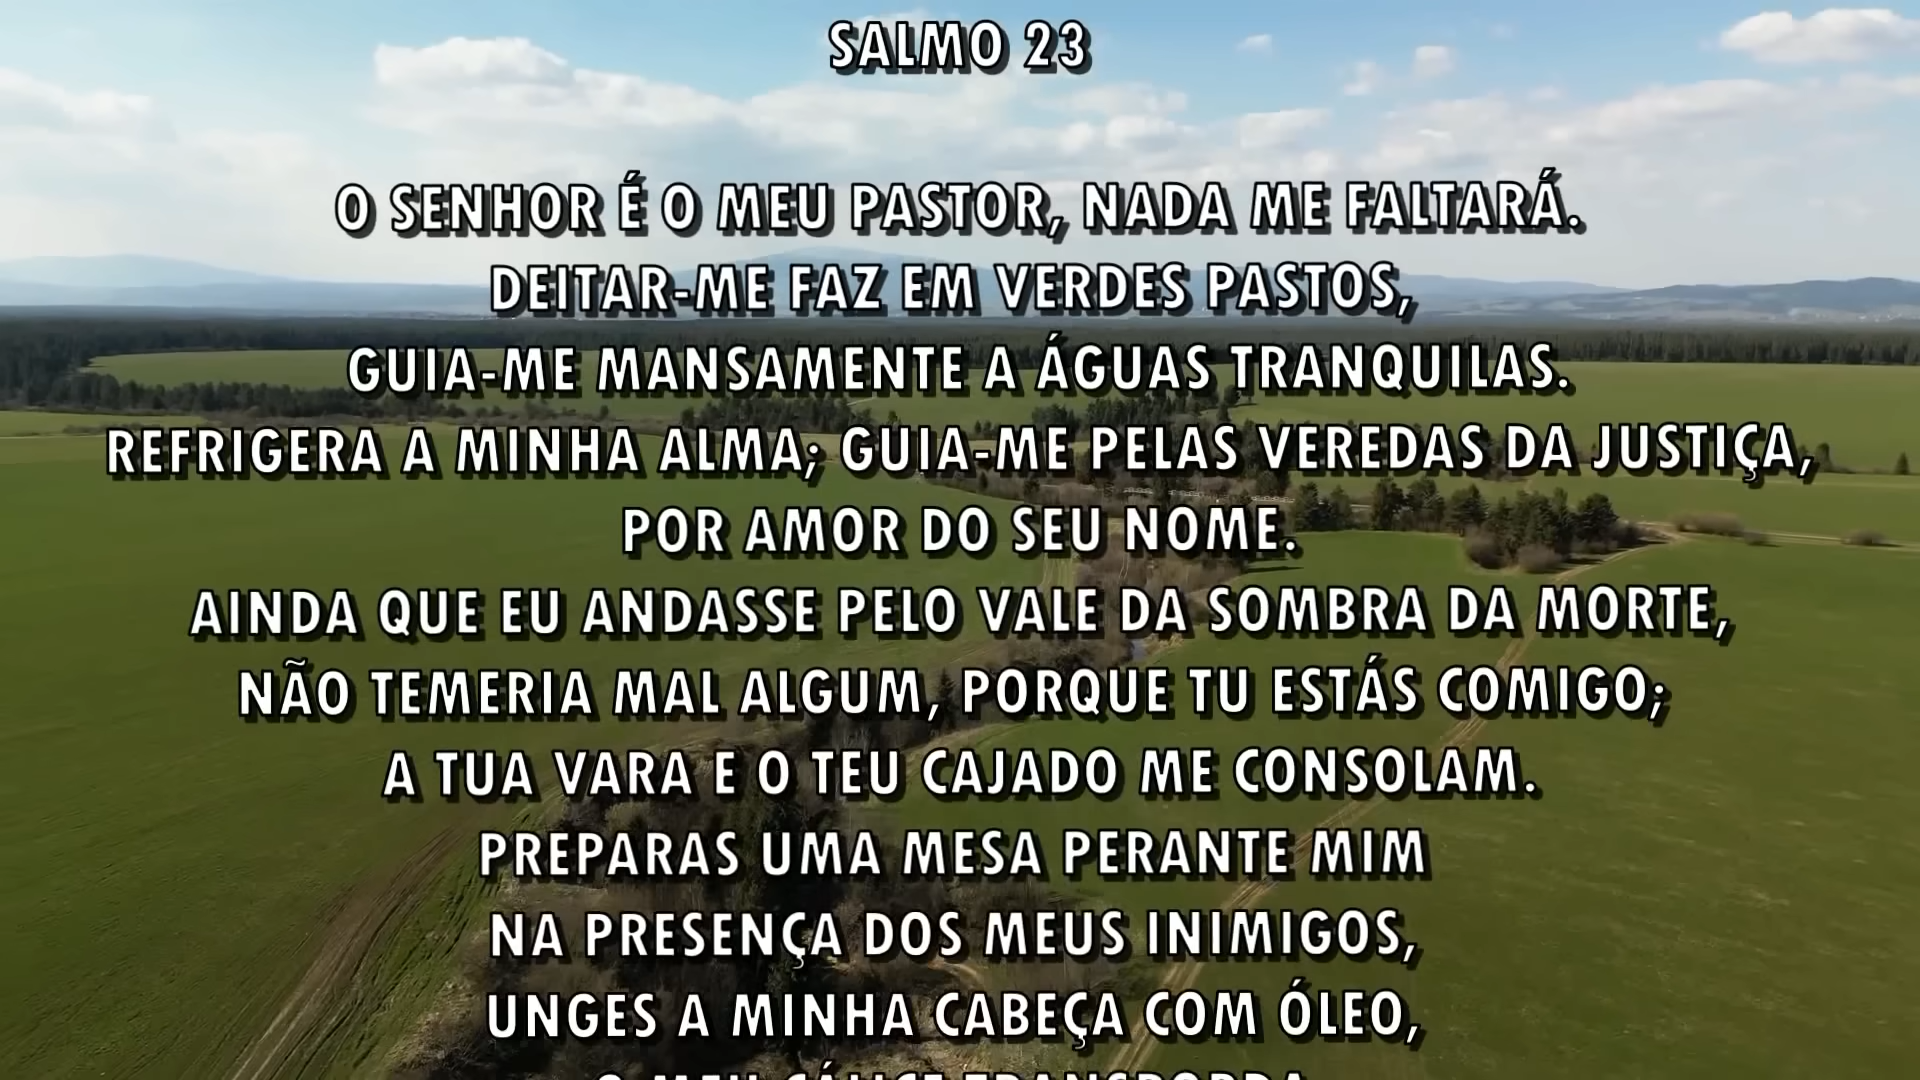 SALMO 23
O SENHOR É O MEU PASTOR, NADA ME FALTARÁ.
DEITAR-ME FAZ EM VERDES PASTOS,
GUIA-ME MANSAMENTE A ÁGUAS TRANQUILAS.
REFRIGERA A MINHA ALMA; GUIA-ME PELAS VEREDAS DA JUSTIÇA,
POR AMOR DO SEU NOME.
AINDA QUE EU ANDASSE PELO VALE DA SOMBRA DA MORTE,
NÃO TEMERIA MAL ALGUM, PORQUE TU ESTÁS COMIGO;
A TUA VARA E O TEU CAJADO ME CONSOLAM.
PREPARAS UMA MESA PERANTE MIM
NA PRESENÇA DOS MEUS INIMIGOS,
UNGES A MINHA CABEÇA COM ÓLEO,